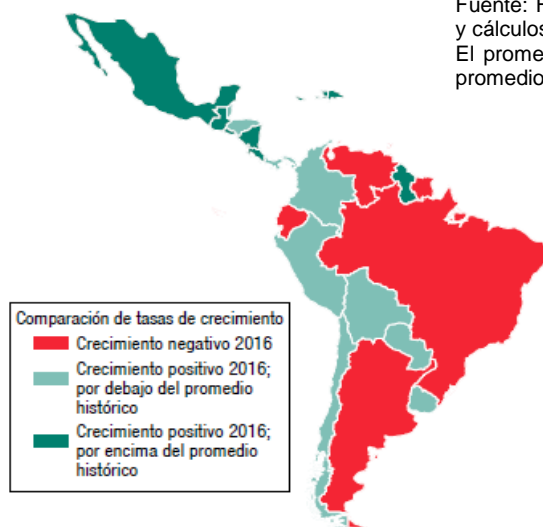 Fuente:
y cálculos
El
promedio
Comparación de tasas de crecimiento
Crecimiento negativo 2016
Crecimiento positivo 2016;
por debajo del promedio
histórico
Crecimiento positivo 2016;
por encima del promedio
histórico